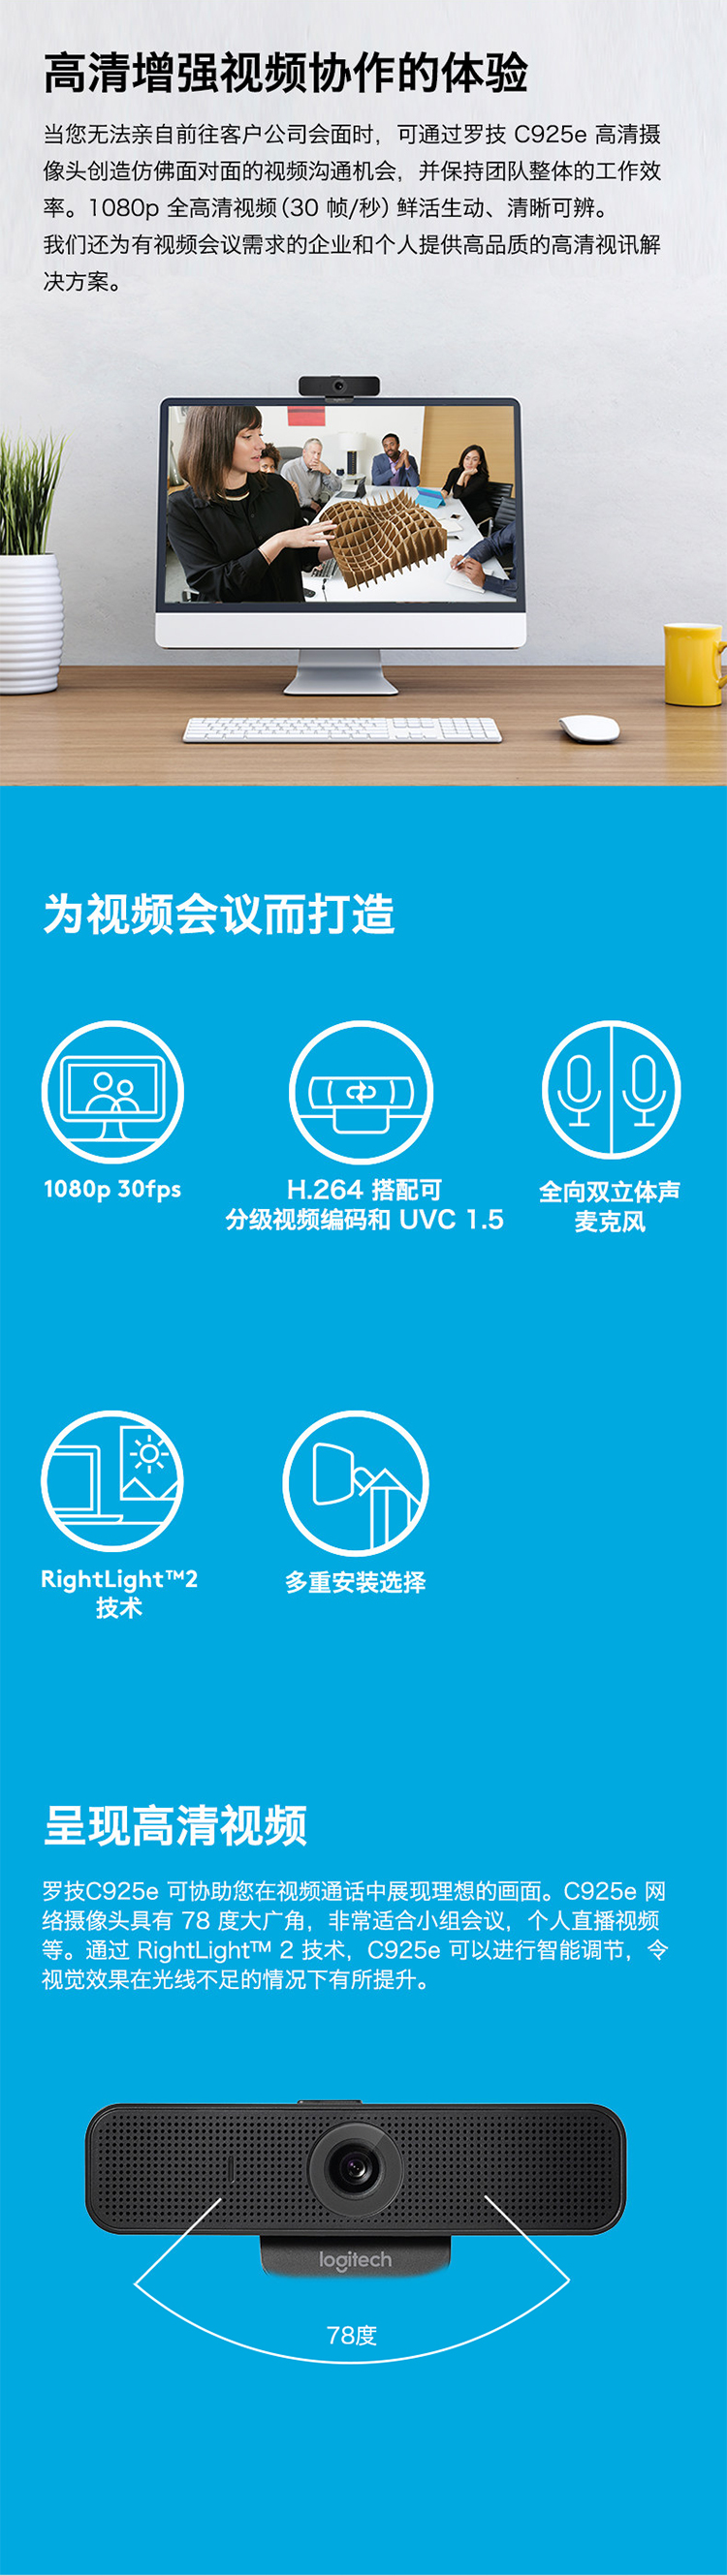 高清增强视频协作的体验
当您无法亲自前往客户公司会面时，可通过罗技 C925e 高清摄
像头创造仿佛面对面的视频沟通机会，并保持团队整体的工作效
率。1080p 全高清视频（30 帧/秒）鲜活生动、清晰可辨。
我们还为有视频会议需求的企业和个人提供高品质的高清视讯解
决方案。
为视频会议而打造
1080p 30fps
H.264 搭配可
分级视频编码和 UVC 1.5
全向双立体声
麦克风
RightLight™2
技术
多重安装选择
呈现高清视频
罗技C925e 可协助您在视频通话中展现理想的画面。C925e 网
络摄像头具有 78 度大广角，非常适合小组会议，个人直播视频
等。通过 RightLight™ 2 技术，C925e 可以进行智能调节，令
视觉效果在光线不足的情况下有所提升。
logitech
78度